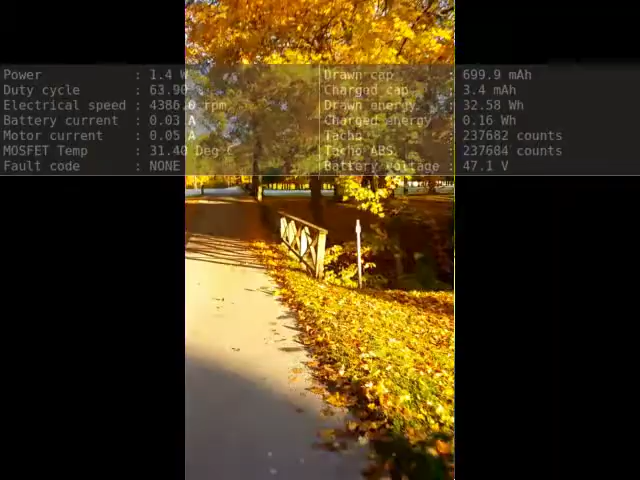 Power : 1.4 W
Duty cycle : 63.90
Electrical speed : 4386.0 rpm
Battery current : 0.03 A
Motor current : 0.05 A
MOSFET Temp : 31.40 Deg C
Fault code : NONE
Drawn cap : 699.9 mAh
Charged cap : 3.4 mAh
Drawn energy : 32.58 Wh
Charged energy : 0.16 Wh
Tacho : 237682 counts
Tacho ABS : 237684 counts
Battery voltage : 47.1 V